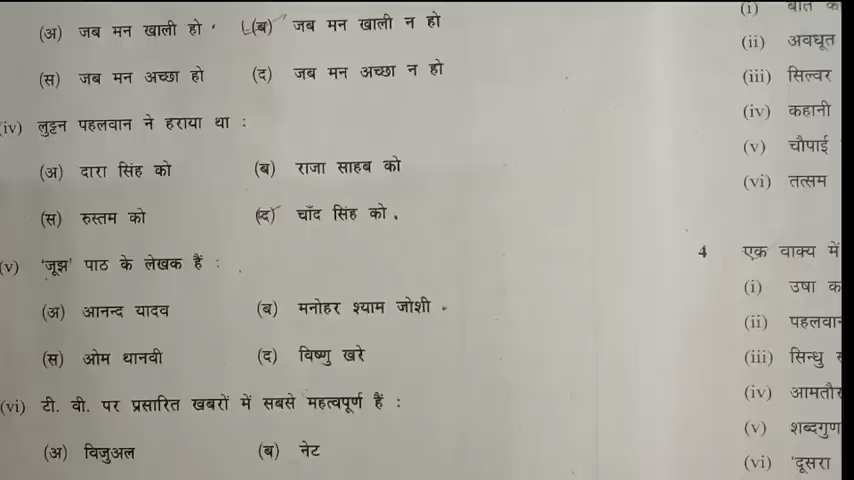 (अ) जब मन खाली हो (ब) जब मन खाली न हो
(स) जब मन अच्छा हो (द) जब मन अच्छा न हो
(iv) लुट्टन पहलवान ने हराया था :
(अ) दारा सिंह को (ब) राजा साहब को
(स) रुस्तम को (द) चाँद सिंह को
(v) 'जूझ' पाठ के लेखक हैं :
(अ) आनन्द यादव (ब) मनोहर श्याम जोशी
(स) ओम थानवी (द) विष्णु खरे
(vi) टी. वी. पर प्रसारित खबरों में सबसे महत्वपूर्ण हैं :
(अ) विजुअल (ब) नेट
(i) बात
(ii) अवधूत
(iii) सिल्वर
(iv) कहानी
(v) चौपाई
(vi) तत्सम
4 एक वाक्य में
(i) उषा
(ii) पहलवान
(iii) सिन्धु
(iv) आमतौर
(v) शब्दगुण
(vi) 'दूसरा